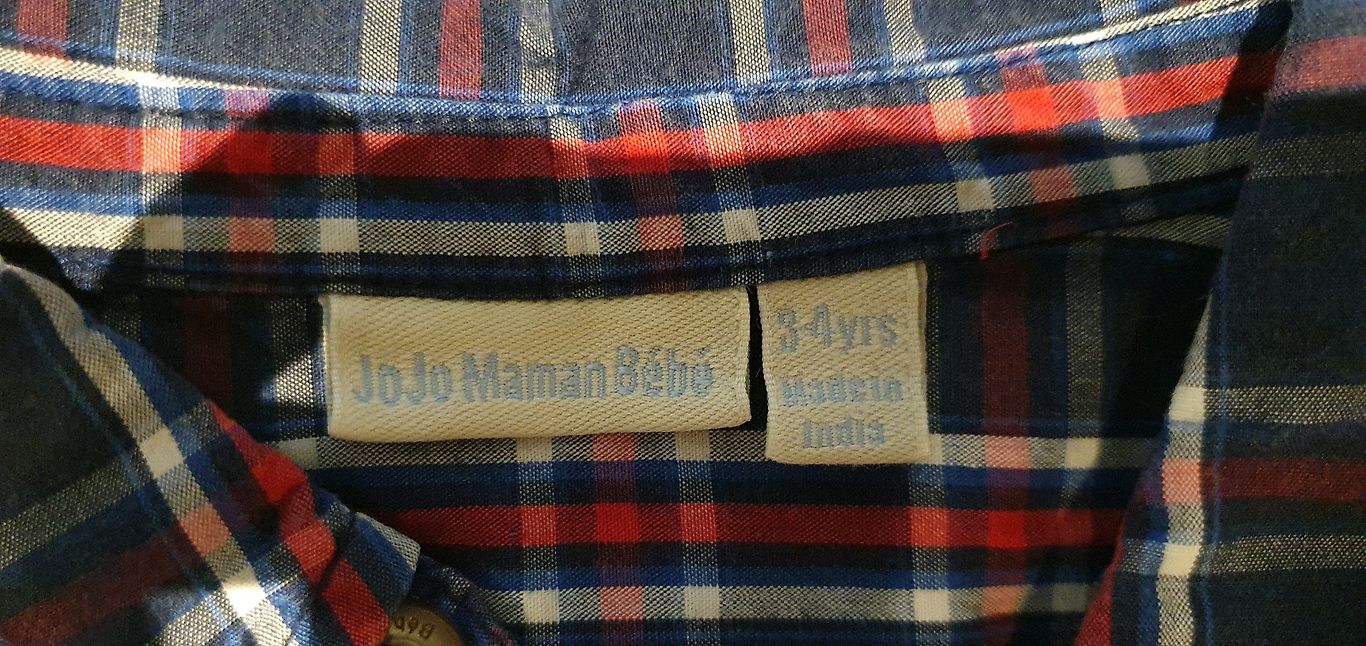 JoJo Maman Bébé
3-4yrs
Made in
India